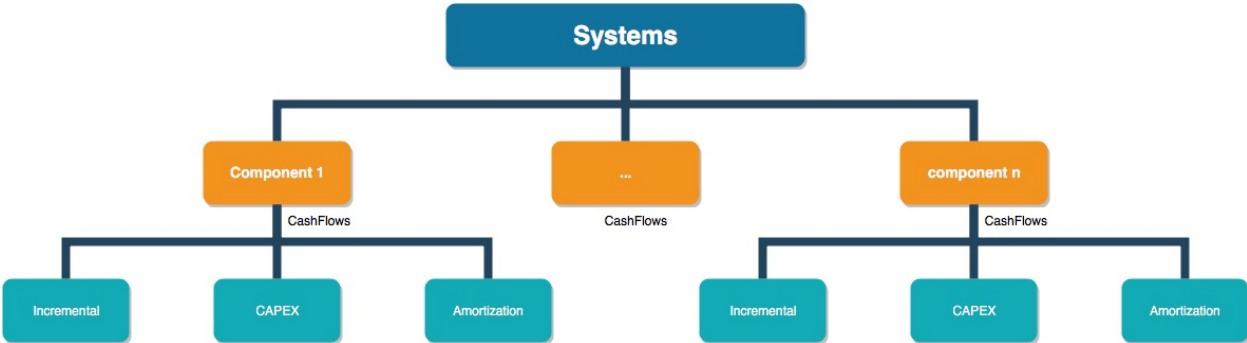 Systems
Component 1
...
component n
CashFlows
CashFlows
CashFlows
Incremental
CAPEX
Amortization
Incremental
CAPEX
Amortization